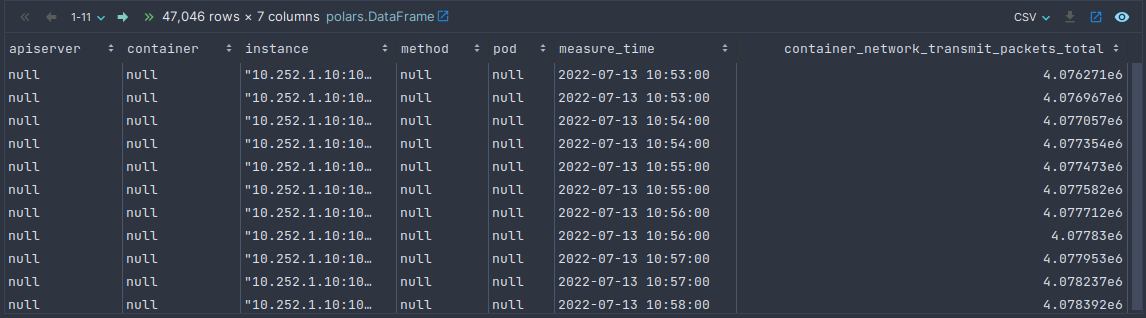 1-11 47,046 rows × 7 columns polars.DataFrame CSV
apiserver container instance method pod measure_time container_network_transmit_packets_total
null null "10.252.1.10:10… null null 2022-07-13 10:53:00 4.076271e6
null null "10.252.1.10:10… null null 2022-07-13 10:53:00 4.076967e6
null null "10.252.1.10:10… null null 2022-07-13 10:54:00 4.077057e6
null null "10.252.1.10:10… null null 2022-07-13 10:54:00 4.077354e6
null null "10.252.1.10:10… null null 2022-07-13 10:55:00 4.077473e6
null null "10.252.1.10:10… null null 2022-07-13 10:55:00 4.077582e6
null null "10.252.1.10:10… null null 2022-07-13 10:56:00 4.077712e6
null null "10.252.1.10:10… null null 2022-07-13 10:56:00 4.07783e6
null null "10.252.1.10:10… null null 2022-07-13 10:57:00 4.077953e6
null null "10.252.1.10:10… null null 2022-07-13 10:57:00 4.078237e6
null null "10.252.1.10:10… null null 2022-07-13 10:58:00 4.078392e6